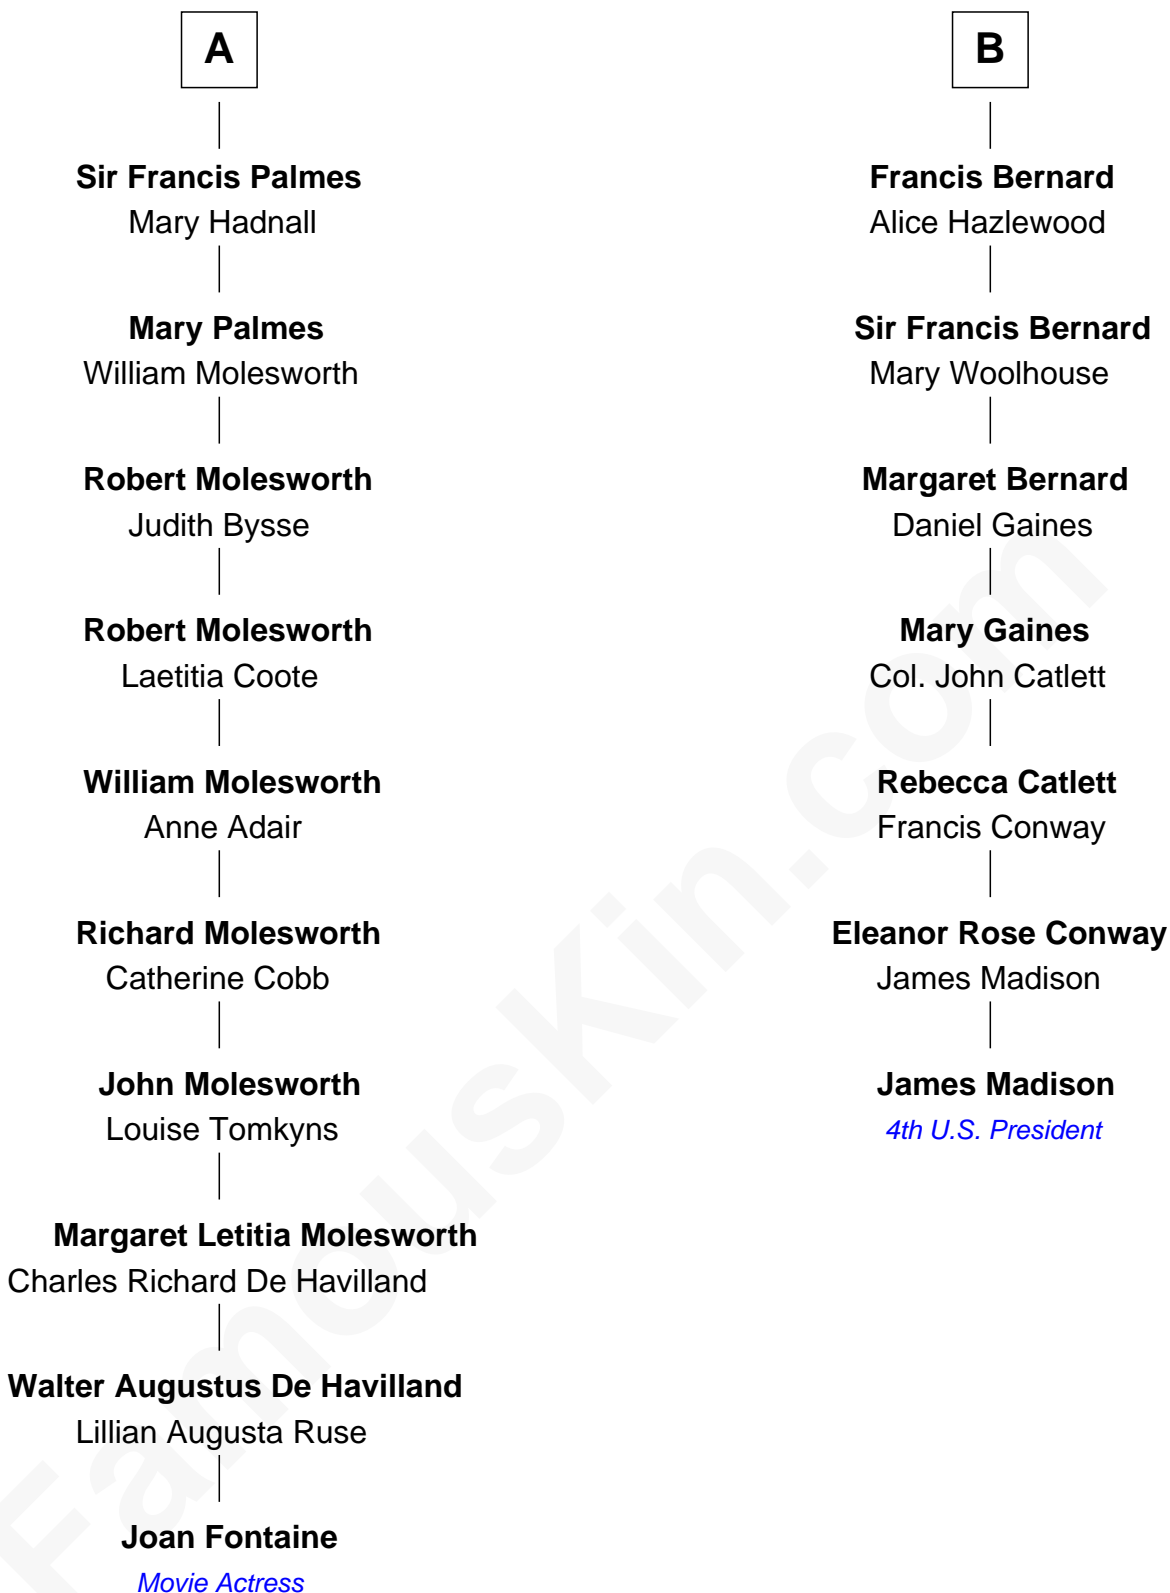 A
Sir Francis Palmes
Mary Hadnall
Mary Palmes
William Molesworth
Robert Molesworth
Judith Bysse
Robert Molesworth
Laetitia Coote
William Molesworth
Anne Adair
Richard Molesworth
Catherine Cobb
John Molesworth
Louise Tomkyns
Margaret Letitia Molesworth
Charles Richard De Havilland
Walter Augustus De Havilland
Lillian Augusta Ruse
Joan Fontaine
Movie Actress
B
Francis Bernard
Alice Hazlewood
Sir Francis Bernard
Mary Woolhouse
Margaret Bernard
Daniel Gaines
Mary Gaines
Col. John Catlett
Rebecca Catlett
Francis Conway
Eleanor Rose Conway
James Madison
James Madison
4th U.S. President
FamousKin.com